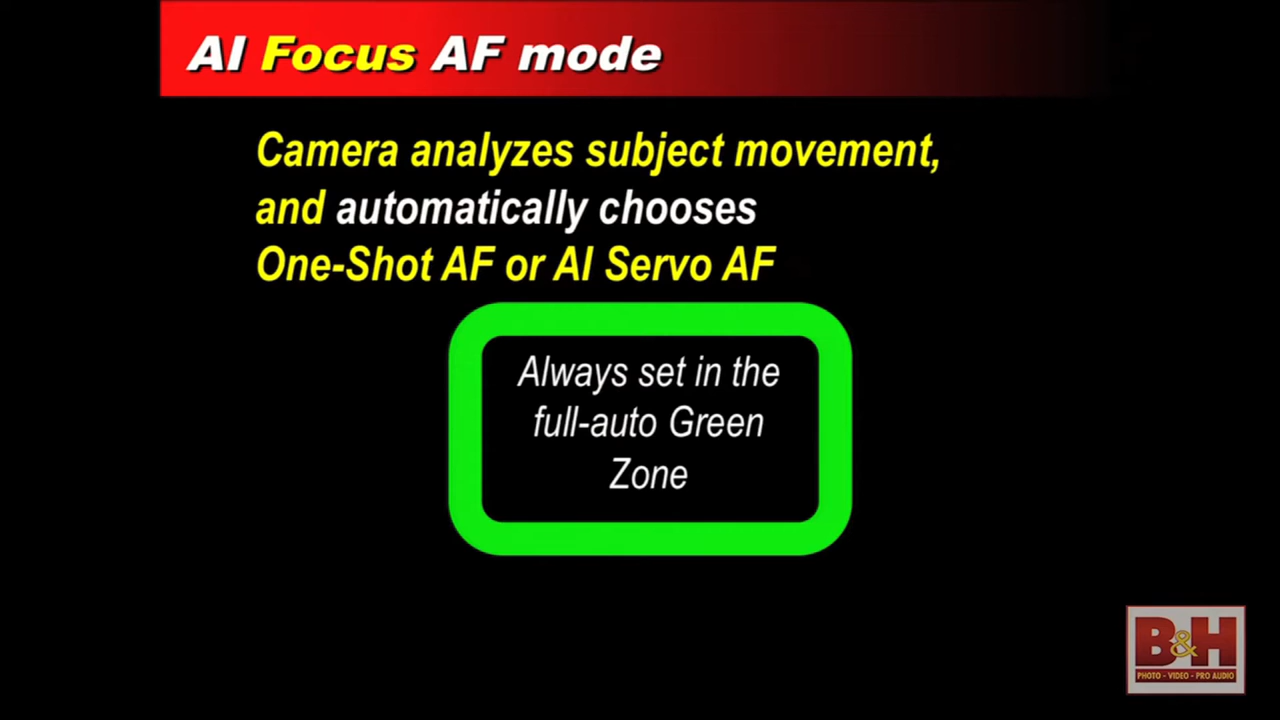 AI Focus AF mode
Camera analyzes subject movement,
and automatically chooses
One-Shot AF or AI Servo AF
Always set in the
full-auto Green
Zone
B&H
PHOTO - VIDEO - PRO AUDIO